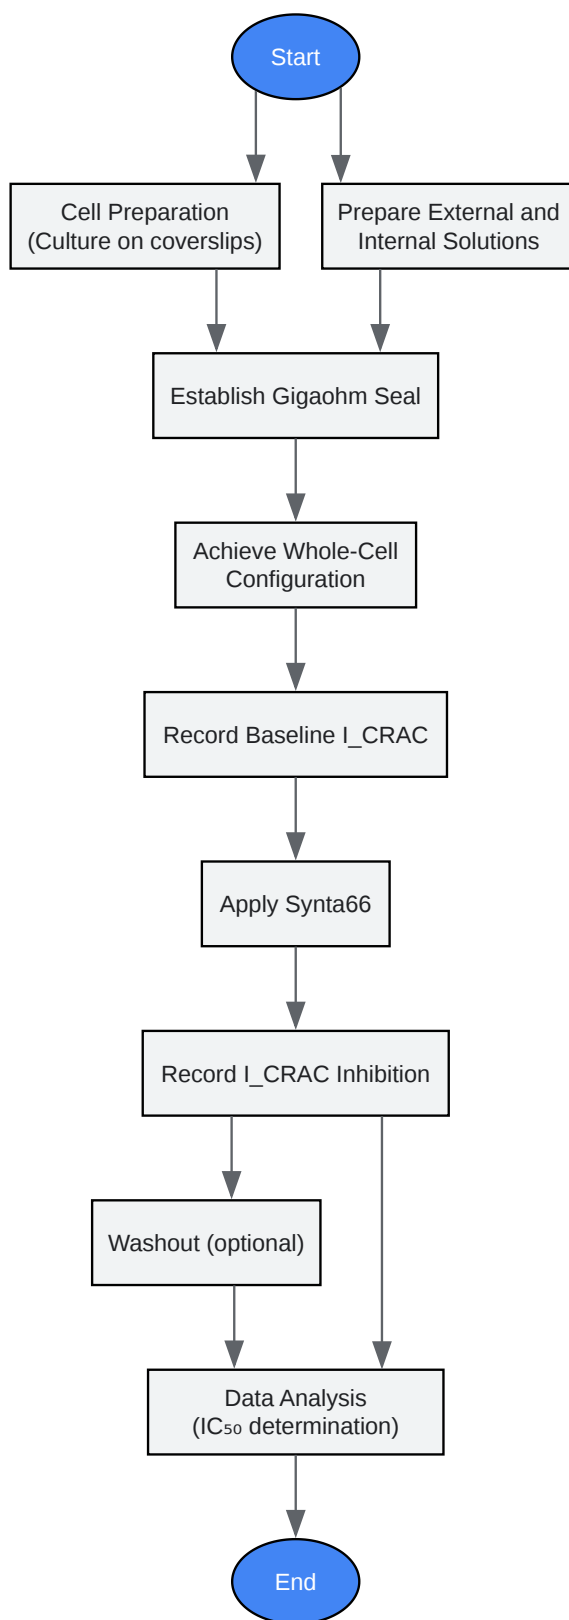 Start
Cell Preparation
(Culture on coverslips)
Prepare External and
Internal Solutions
Establish Gigaohm Seal
Achieve Whole-Cell
Configuration
Record Baseline I_CRAC
Apply Synta66
Record I_CRAC Inhibition
Washout (optional)
Data Analysis
(IC₅₀ determination)
End